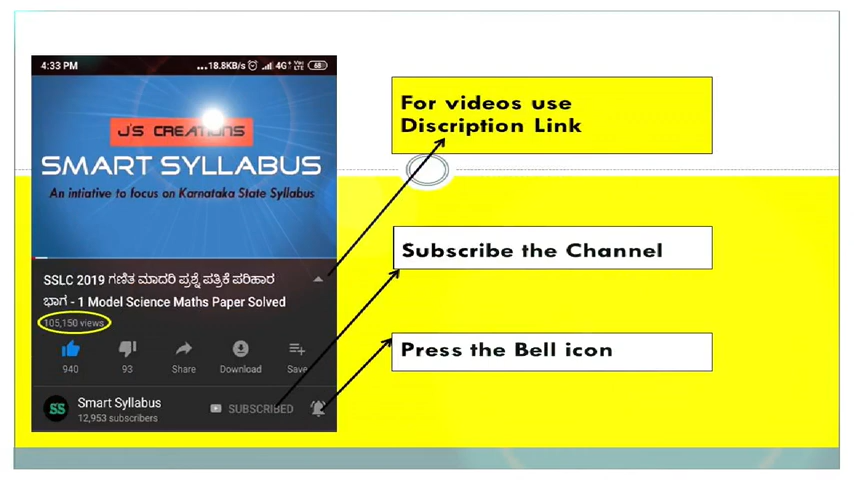 4:33 PM
...18.8KB/s 4G+ Vo LTE 68
J'S CREATIONS
SMART SYLLABUS
An intiative to focus on Karnataka State Syllabus
SSLC 2019 ಗಣಿತ ಮಾದರಿ ಪ್ರಶ್ನೆ ಪತ್ರಿಕೆ ಪರಿಹಾರ
ಭಾಗ - 1 Model Science Maths Paper Solved
105,150 views
940
93
Share
Download
Save
SS
Smart Syllabus
12,953 subscribers
SUBSCRIBED
For videos use
Discription Link
Subscribe the Channel
Press the Bell icon